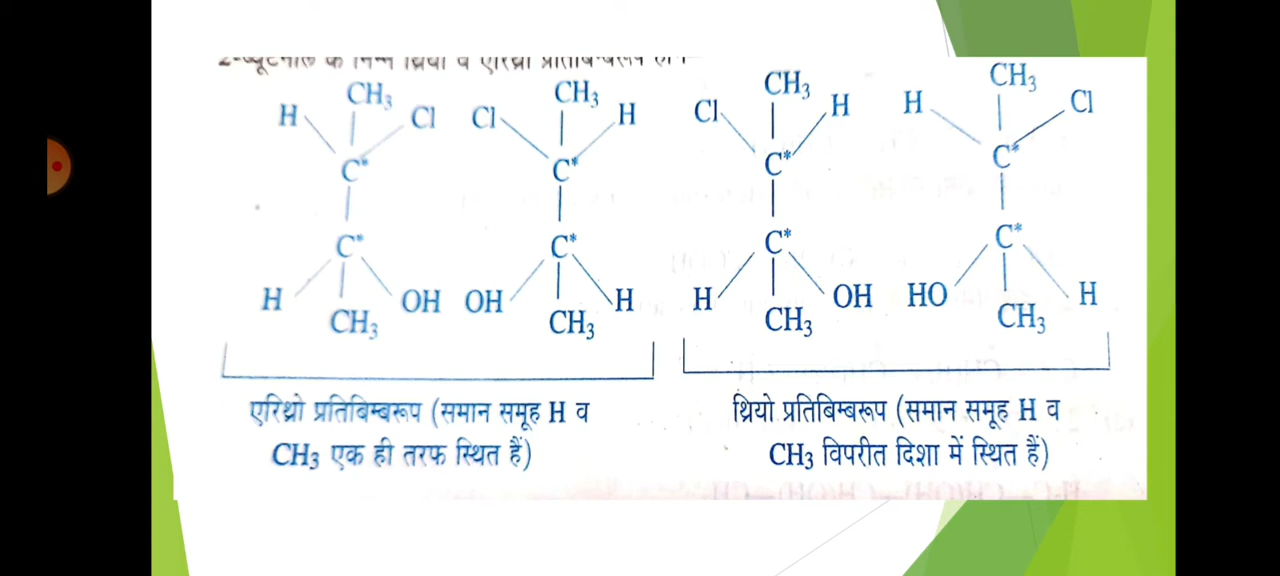 CH₃ CH₃ CH₃ CH₃
H Cl Cl H Cl H H Cl
C* C* C* C*
C* C* C* C*
H OH OH H H OH HO H
CH₃ CH₃ CH₃ CH₃
एरिथ्रो प्रतिबिम्बरूप (समान समूह H व
CH₃ एक ही तरफ स्थित हैं)
थ्रियो प्रतिबिम्बरूप (समान समूह H व
CH₃ विपरीत दिशा में स्थित हैं)